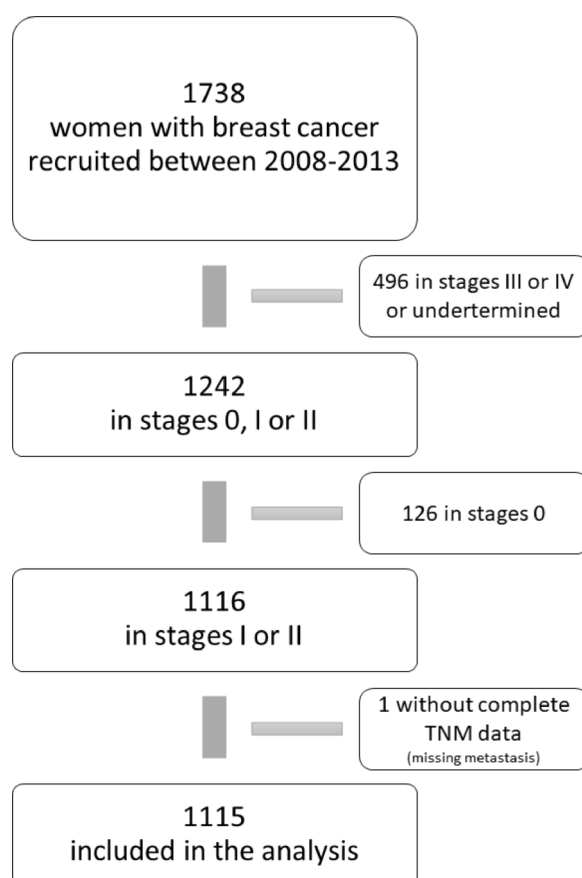 1738
women with breast cancer
recruited between 2008-2013
496 in stages III or IV
or undertermined
1242
in stages 0, I or II
126 in stages 0
1116
in stages I or II
1 without complete
TNM data
(missing metastasis)
1115
included in the analysis